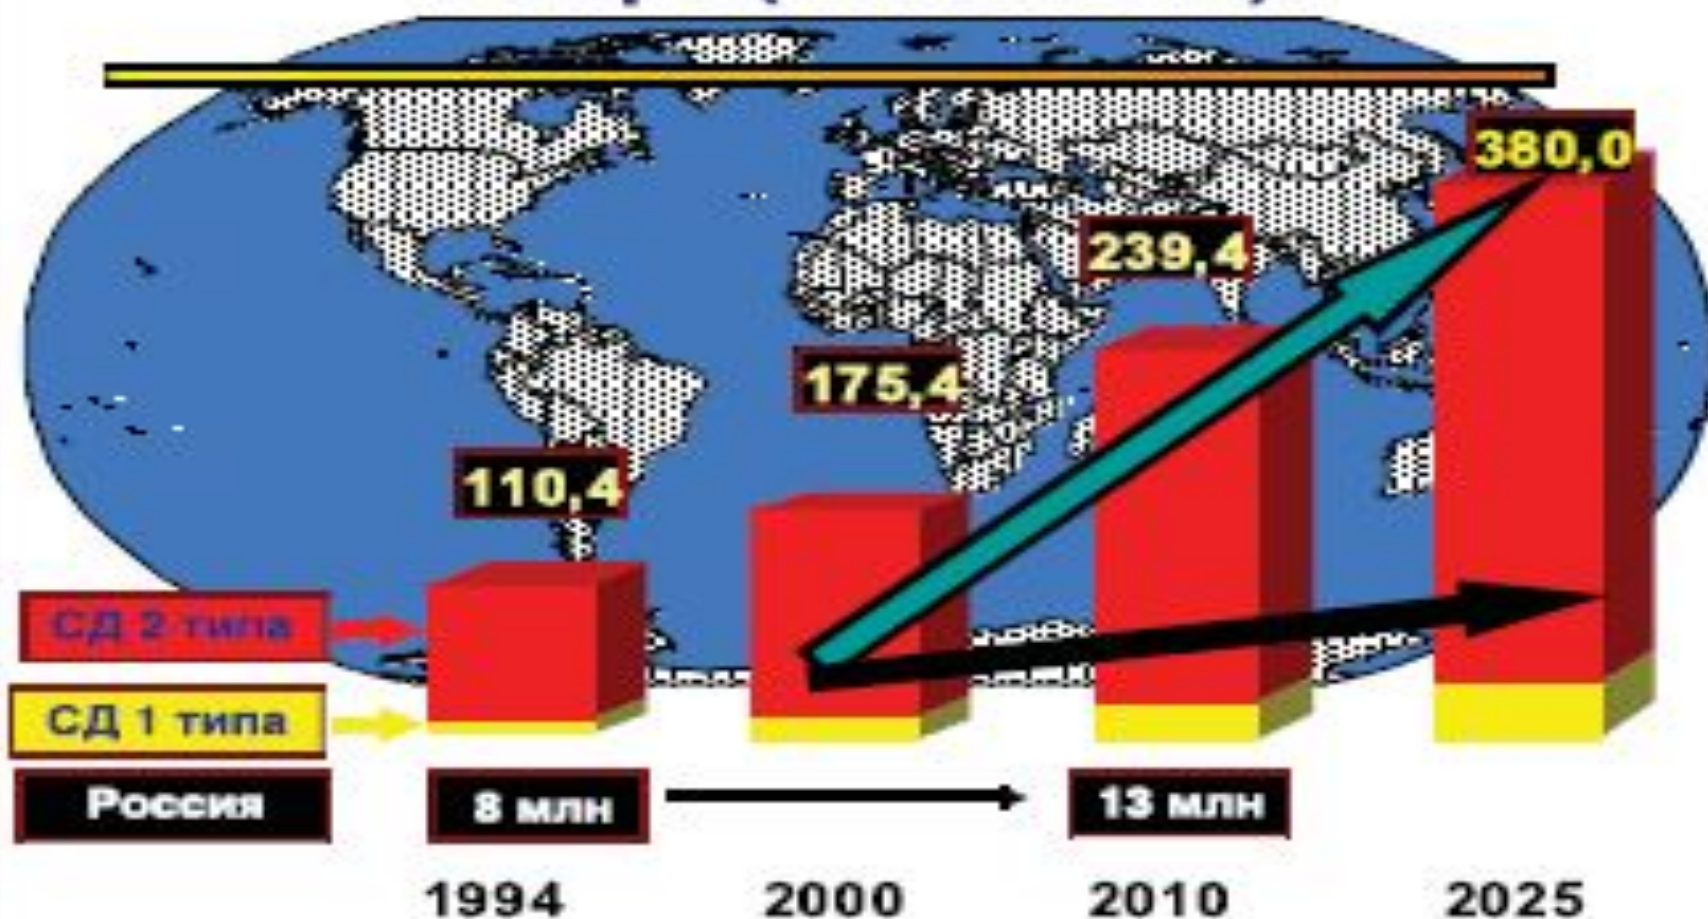 380,0
239,4
175,4
110,4
СД 2 типа
СД 1 типа
Россия 8 млн 13 млн
1994 2000 2010 2025